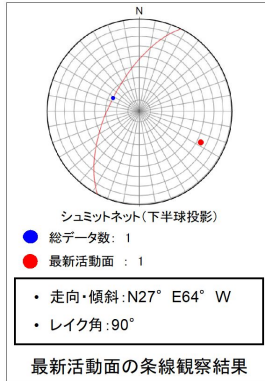 N
シュミットネット(下半球投影)
総データ数: 1
最新活動面 : 1
• 走向・傾斜:N27° E64° W
• レイク角:90°
最新活動面の条線観察結果